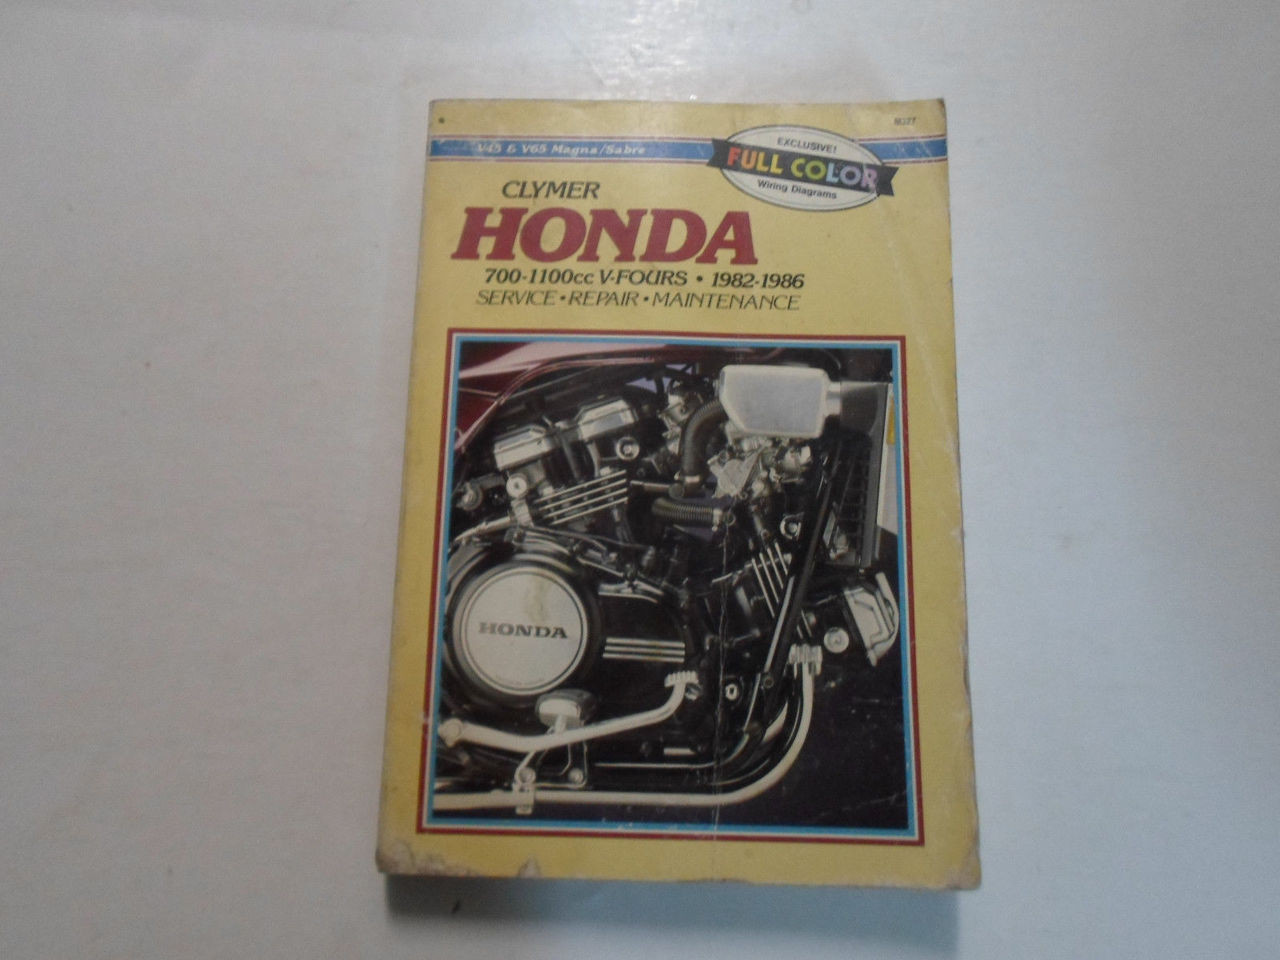 M327
V45 & V65 Magna/Sabre
EXCLUSIVE!
FULL COLOR
Wiring Diagrams
CLYMER
HONDA
700-1100cc V-FOURS • 1982-1986
SERVICE • REPAIR • MAINTENANCE
HONDA